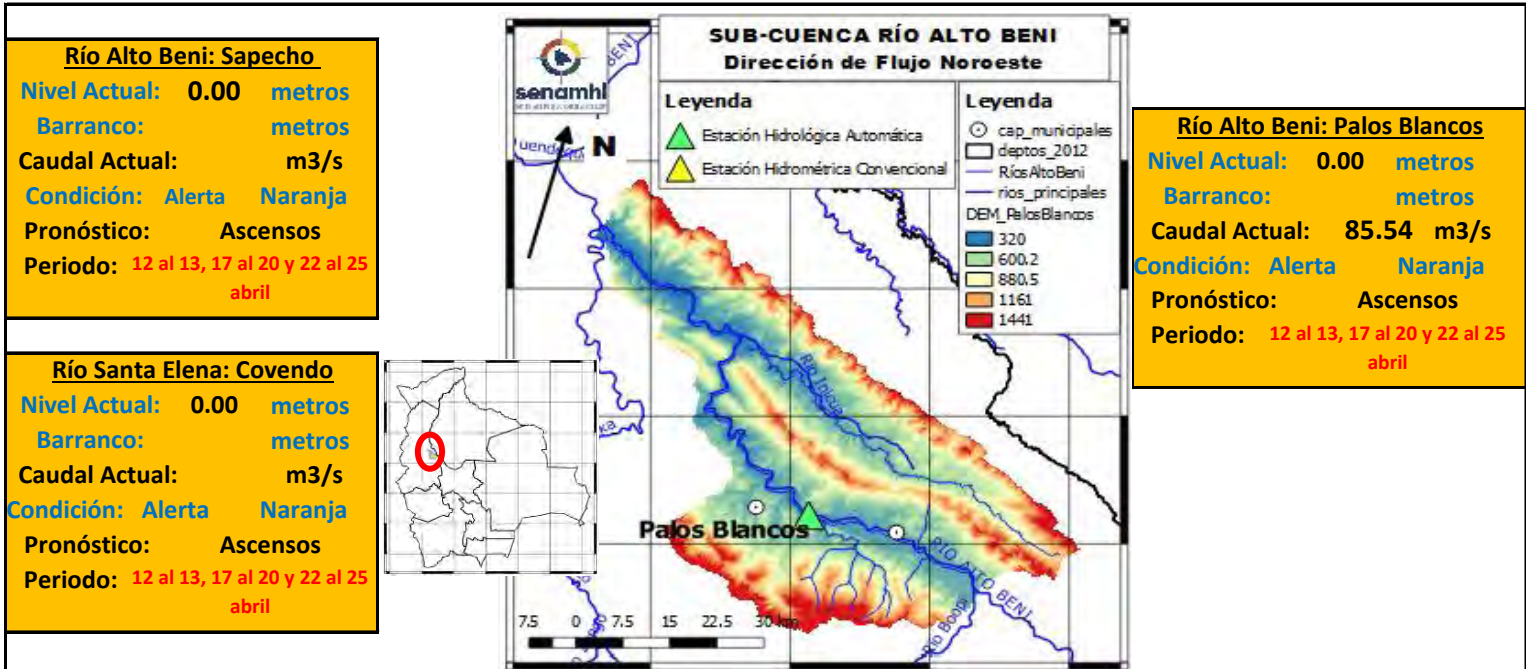 Río Alto Beni: Sapecho
Nivel Actual: 0.00 metros
Barranco: metros
Caudal Actual: m3/s
Condición: Alerta Naranja
Pronóstico: Ascensos
Periodo: 12 al 13, 17 al 20 y 22 al 25
abril
Río Santa Elena: Covendo
Nivel Actual: 0.00 metros
Barranco: metros
Caudal Actual: m3/s
Condición: Alerta Naranja
Pronóstico: Ascensos
Periodo: 12 al 13, 17 al 20 y 22 al 25
abril
SUB-CUENCA RÍO ALTO BENI
Dirección de Flujo Noroeste
senamhi
BENI
N
Leyenda
Estación Hidrológica Automática
Estación Hidrométrica Convencional
Leyenda
cap_municipales
deptos_2012
RíosAltoBeni
rios_principales
DEM_PalosBlancos
320
600.2
880.5
1161
1441
Río Inicua
Palos Blancos
RÍO ALTO BENI
Río Boopi
7.5 0 7.5 15 22.5 30 km
Río Alto Beni: Palos Blancos
Nivel Actual: 0.00 metros
Barranco: metros
Caudal Actual: 85.54 m3/s
Condición: Alerta Naranja
Pronóstico: Ascensos
Periodo: 12 al 13, 17 al 20 y 22 al 25
abril